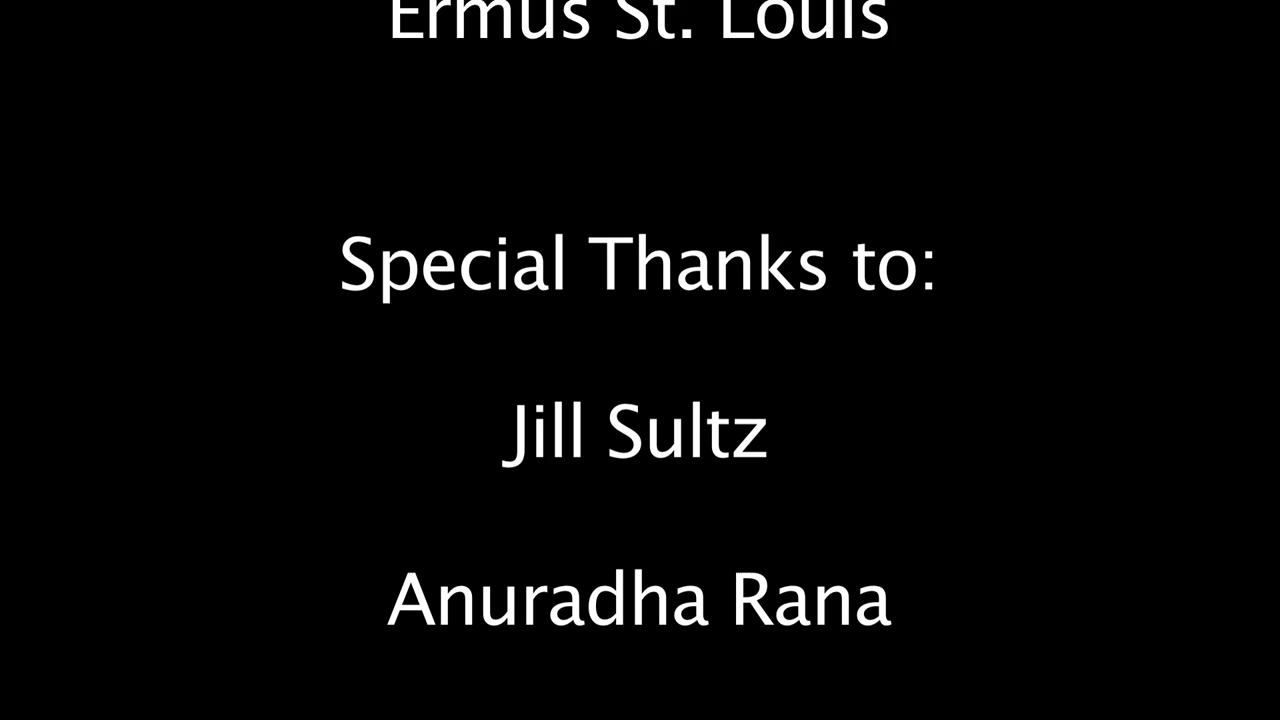 Ermus St. Louis
Special Thanks to:
Jill Sultz
Anuradha Rana